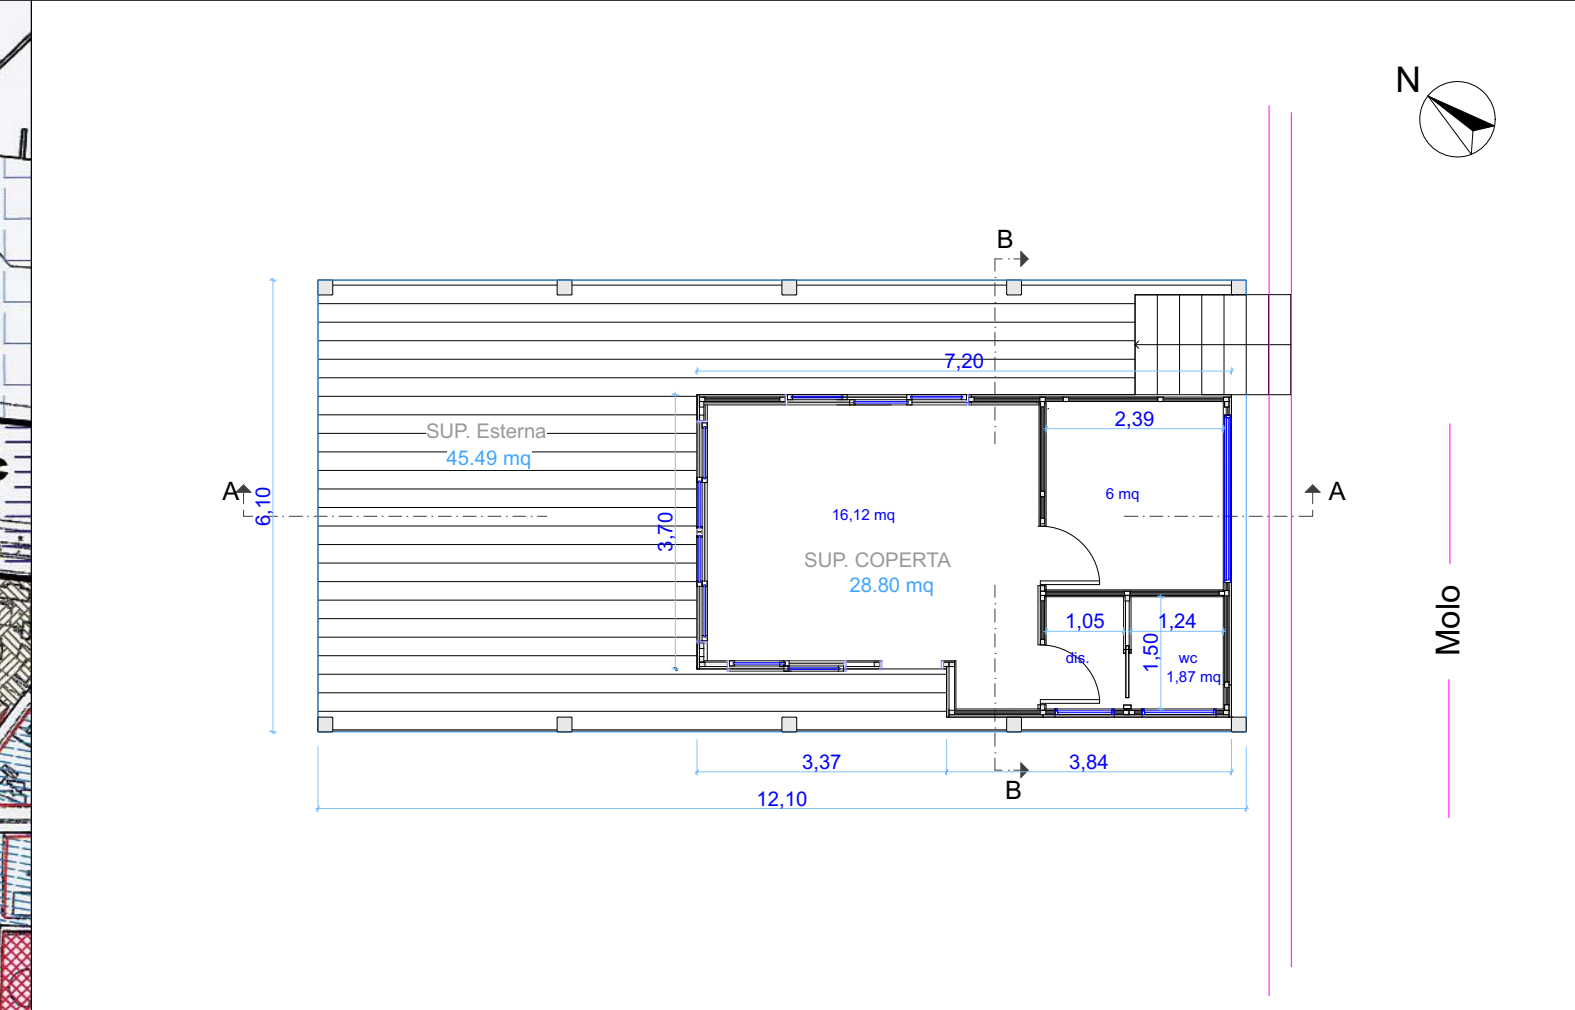 N
B
7,20
2,39
SUP. Esterna
45.49 mq
A
6,10
3,70
16,12 mq
6 mq
A
SUP. COPERTA
28.80 mq
1,05
1,24
1,50
dis.
wc
1,87 mq
Molo
3,37
3,84
B
12,10